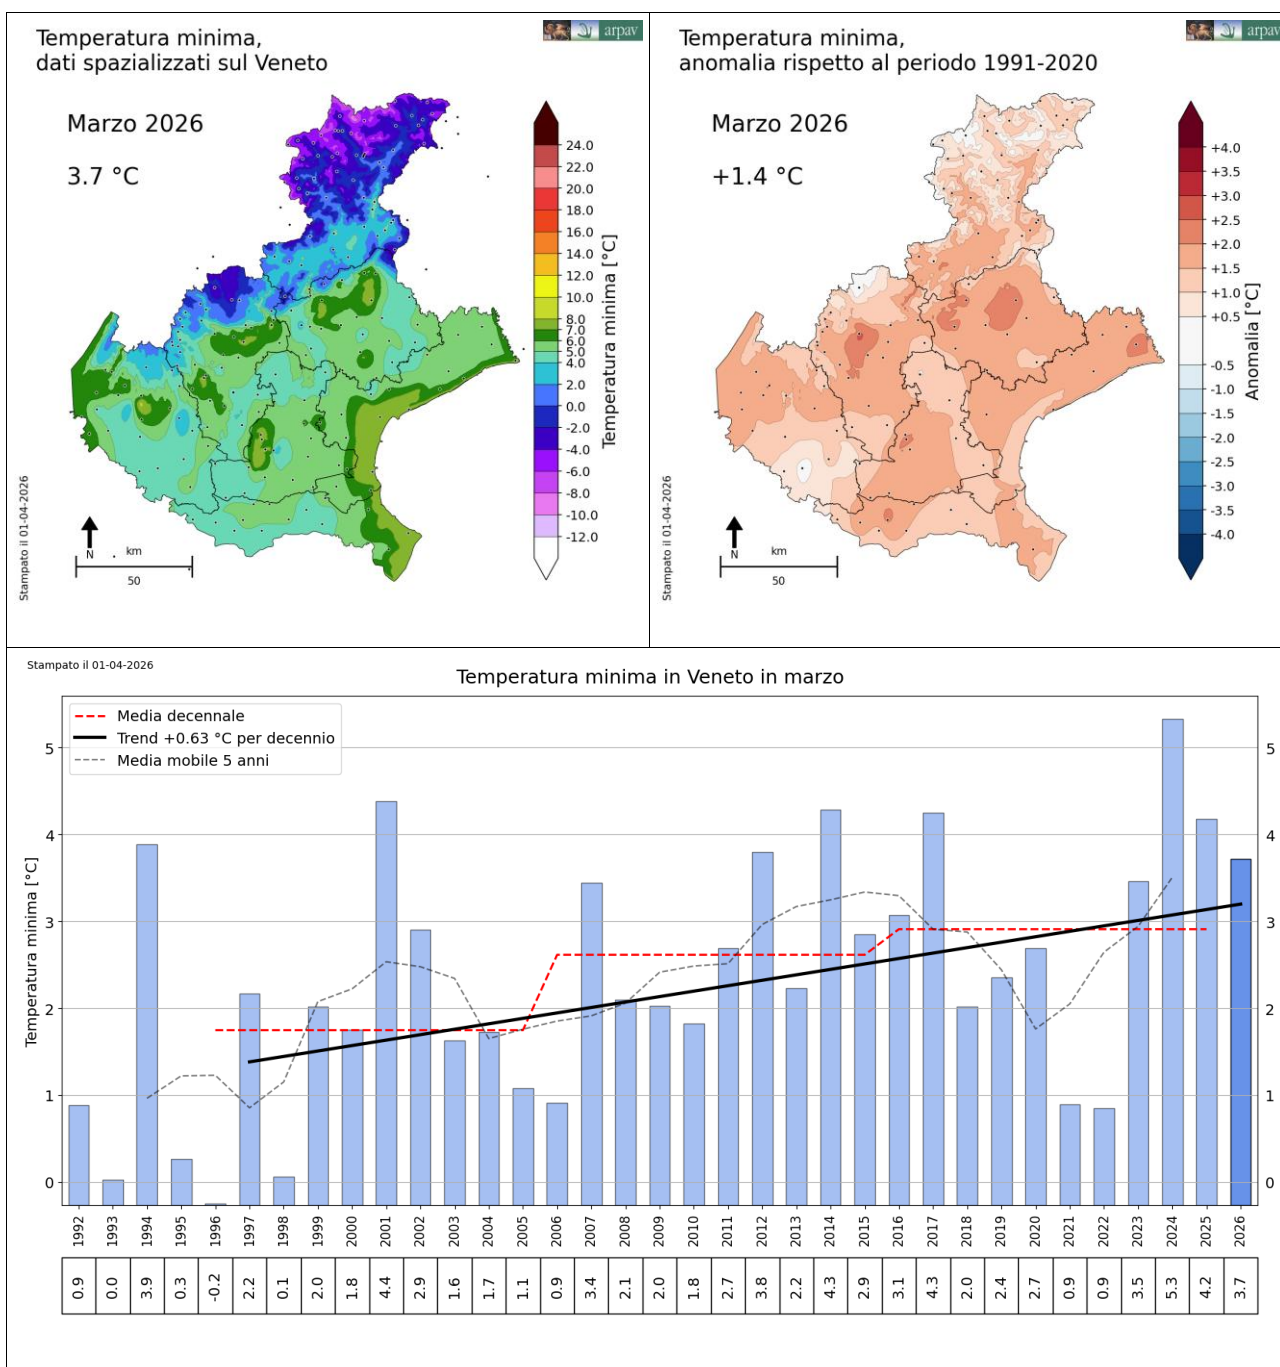 Temperatura minima,
dati spazializzati sul Veneto
arpav
Marzo 2026
3.7 °C
24.0
22.0
20.0
18.0
16.0
14.0
12.0
10.0
8.0
7.0
6.0
5.0
4.0
2.0
0.0
-2.0
-4.0
-6.0
-8.0
-10.0
-12.0
Temperatura minima [°C]
N
km
50
Stampato il 01-04-2026
Temperatura minima,
anomalia rispetto al periodo 1991-2020
arpav
Marzo 2026
+1.4 °C
+4.0
+3.5
+3.0
+2.5
+2.0
+1.5
+1.0
+0.5
-0.5
-1.0
-1.5
-2.0
-2.5
-3.0
-3.5
-4.0
Anomalia [°C]
N
km
50
Stampato il 01-04-2026
Stampato il 01-04-2026
Temperatura minima in Veneto in marzo
Media decennale
Trend +0.63 °C per decennio
Media mobile 5 anni
Temperatura minima [°C]
5 5
4 4
3 3
2 2
1 1
0 0
1992 1993 1994 1995 1996 1997 1998 1999 2000 2001 2002 2003 2004 2005 2006 2007 2008 2009 2010 2011 2012 2013 2014 2015 2016 2017 2018 2019 2020 2021 2022 2023 2024 2025 2026
0.9 0.0 3.9 0.3 -0.2 2.2 0.1 2.0 1.8 4.4 2.9 1.6 1.7 1.1 0.9 3.4 2.1 2.0 1.8 2.7 3.8 2.2 4.3 2.9 3.1 4.3 2.0 2.4 2.7 0.9 0.9 3.5 5.3 4.2 3.7